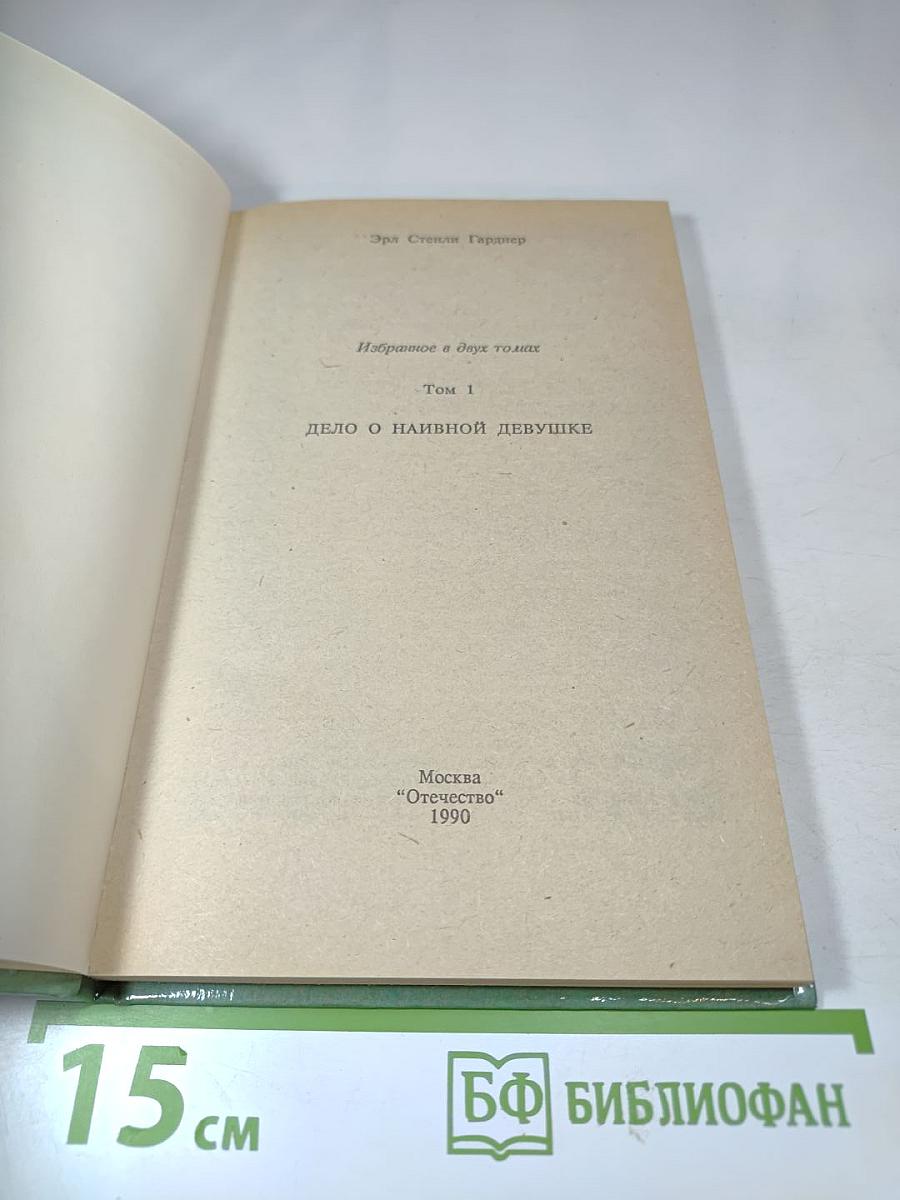 Эрл Стенли Гарднер
Избранное в двух томах
Том 1
ДЕЛО О НАИВНОЙ ДЕВУШКЕ
Москва
“Отечество“
1990
15 см
БФ БИБЛИОФАН